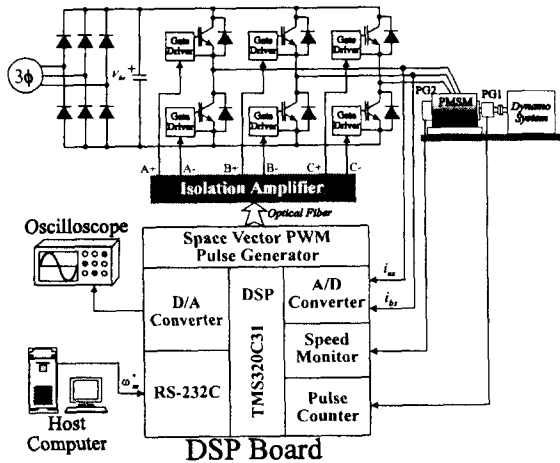 Gate
Driver
Gate
Driver
Gate
Driver
3ϕ
V_dc
+
PG2
PMSM
PG1
Dynamo
System
Gate
Driver
Gate
Driver
Gate
Driver
A+
A-
B+
B-
C+
C-
Isolation Amplifier
Optical Fiber
Oscilloscope
Space Vector PWM
Pulse Generator
D/A
Converter
DSP
TMS320C31
A/D
Converter
i_as
i_bs
Speed
Monitor
RS-232C
ω*_m
Pulse
Counter
Host
Computer
DSP Board